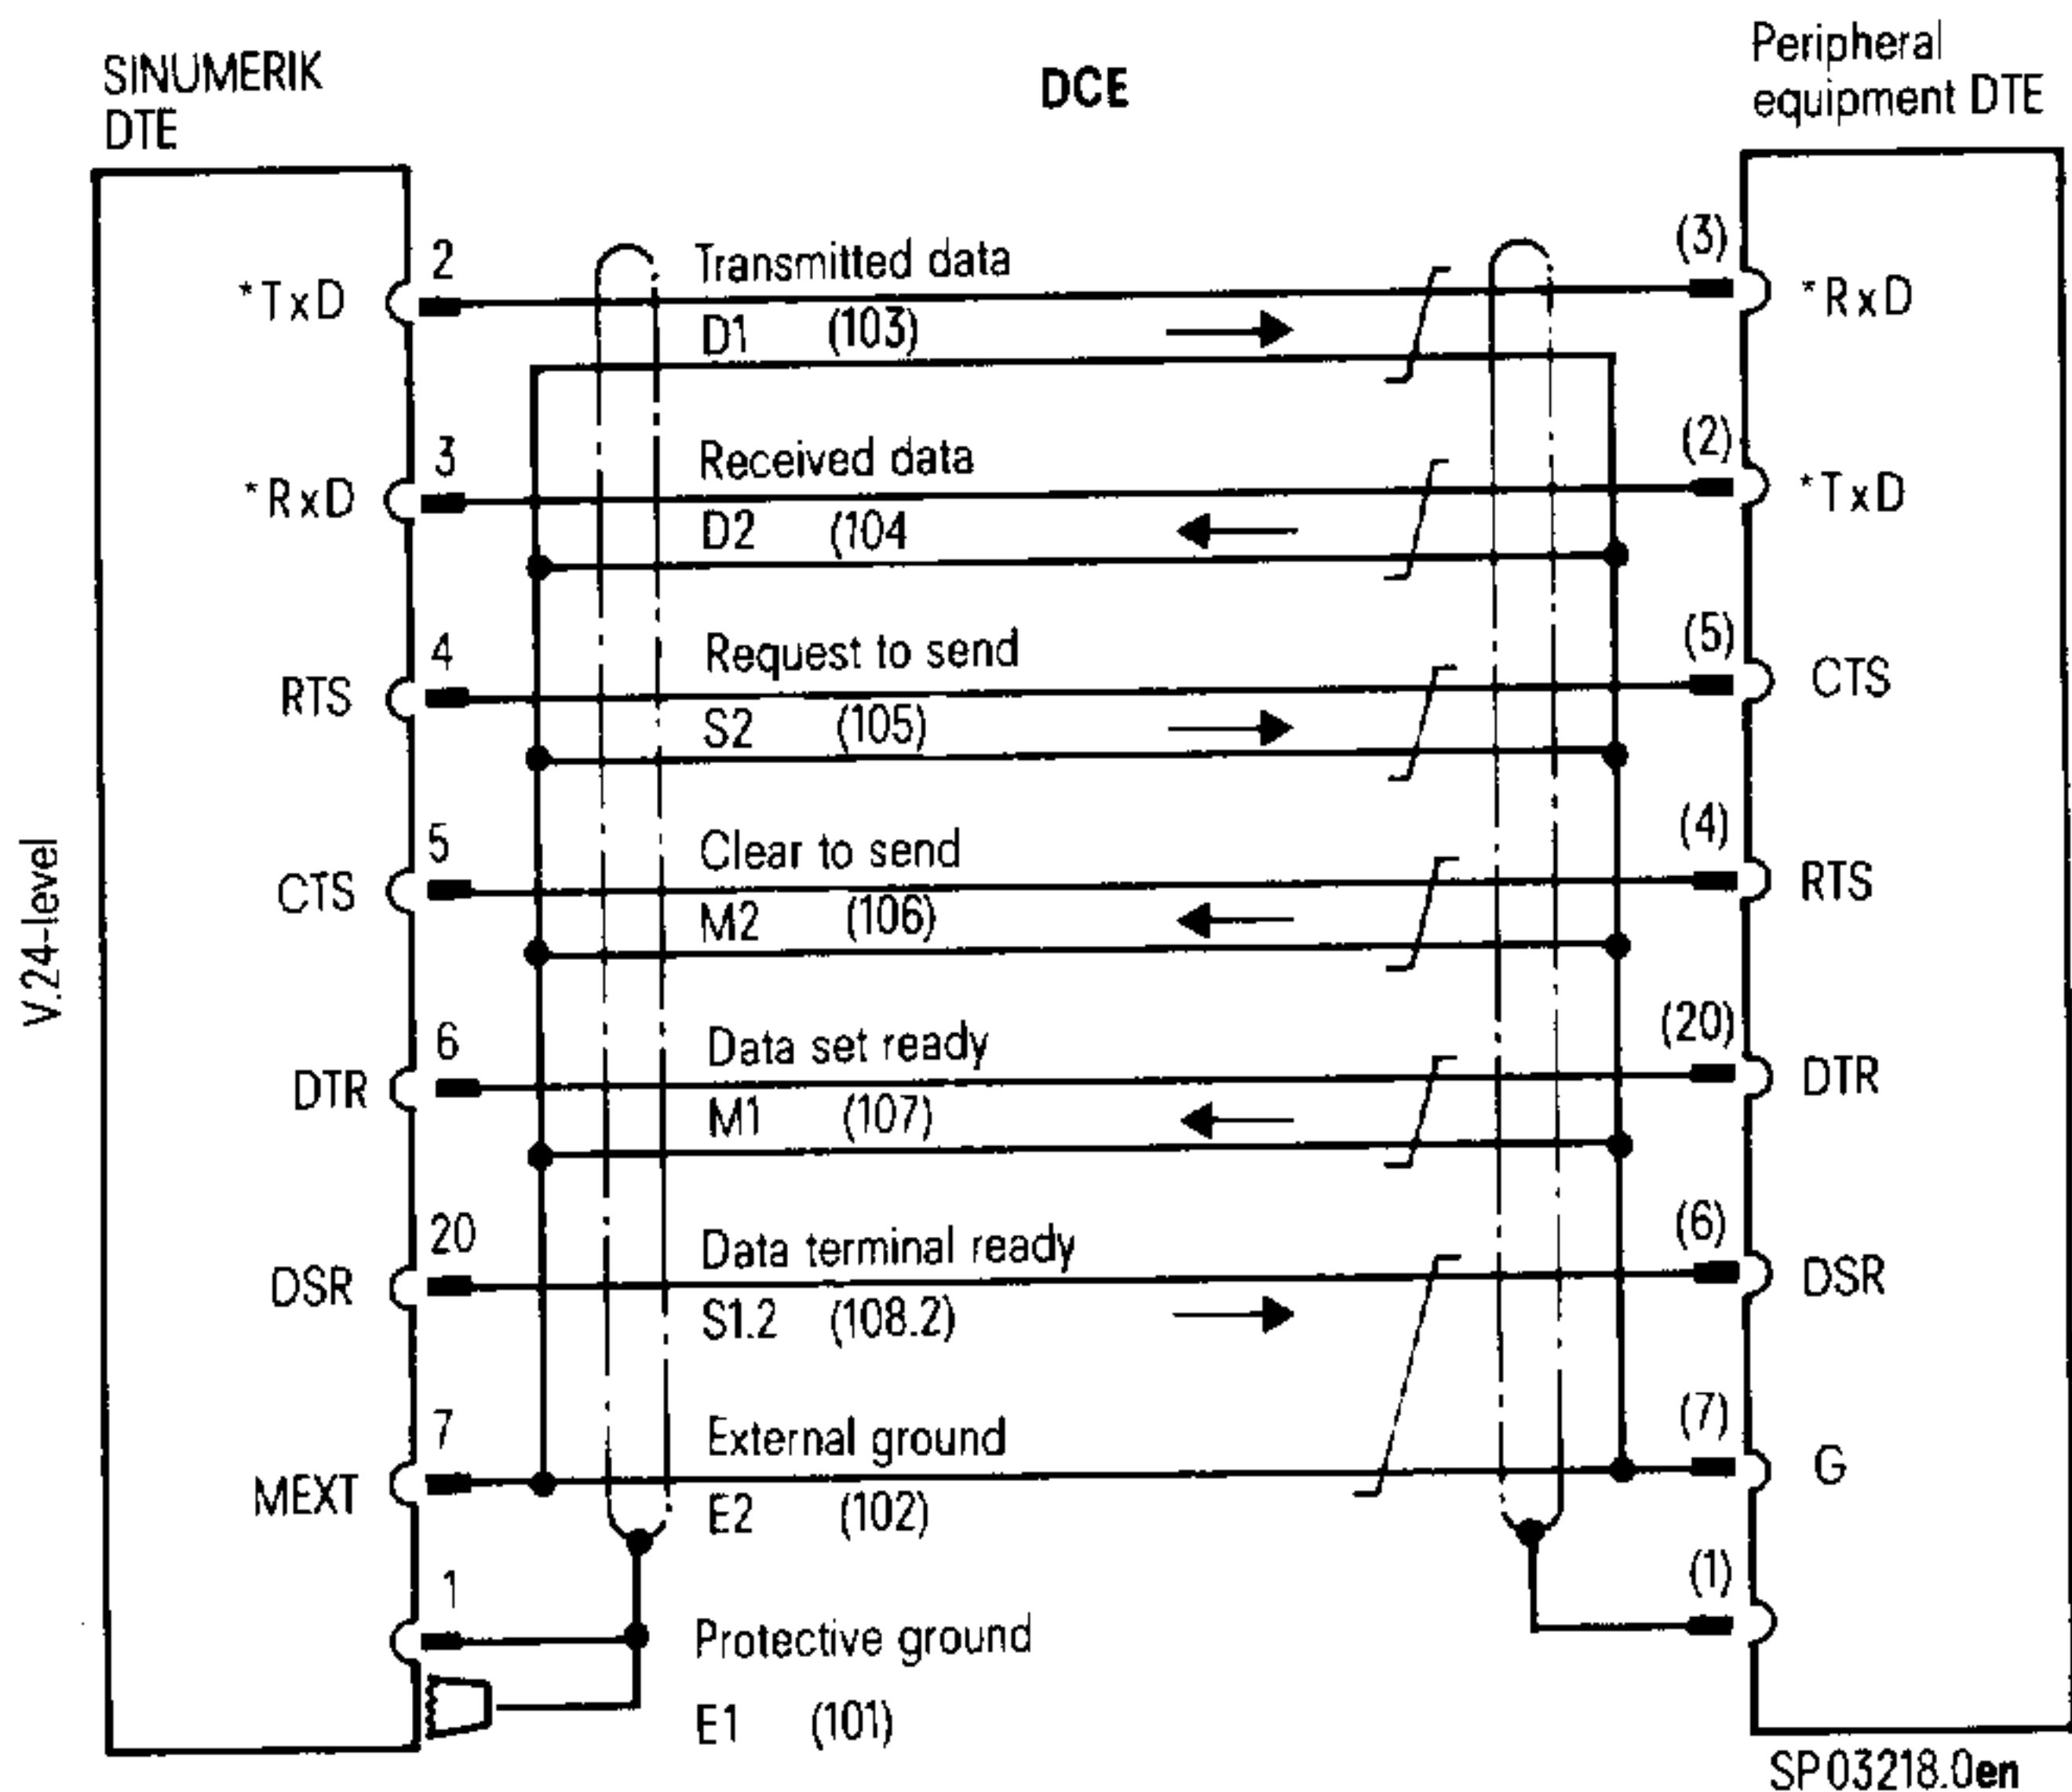 SINUMERIK
DTE
DCE
Peripheral
equipment DTE
V.24-level
*TxD 2 Transmitted data (3) *RxD
D1 (103)
*RxD 3 Received data (2) *TxD
D2 (104
RTS 4 Request to send (5) CTS
S2 (105)
CTS 5 Clear to send (4) RTS
M2 (106)
DTR 6 Data set ready (20) DTR
M1 (107)
DSR 20 Data terminal ready (6) DSR
S1.2 (108.2)
MEXT 7 External ground (7) G
E2 (102)
1 Protective ground (1)
E1 (101)
SP03218.0en